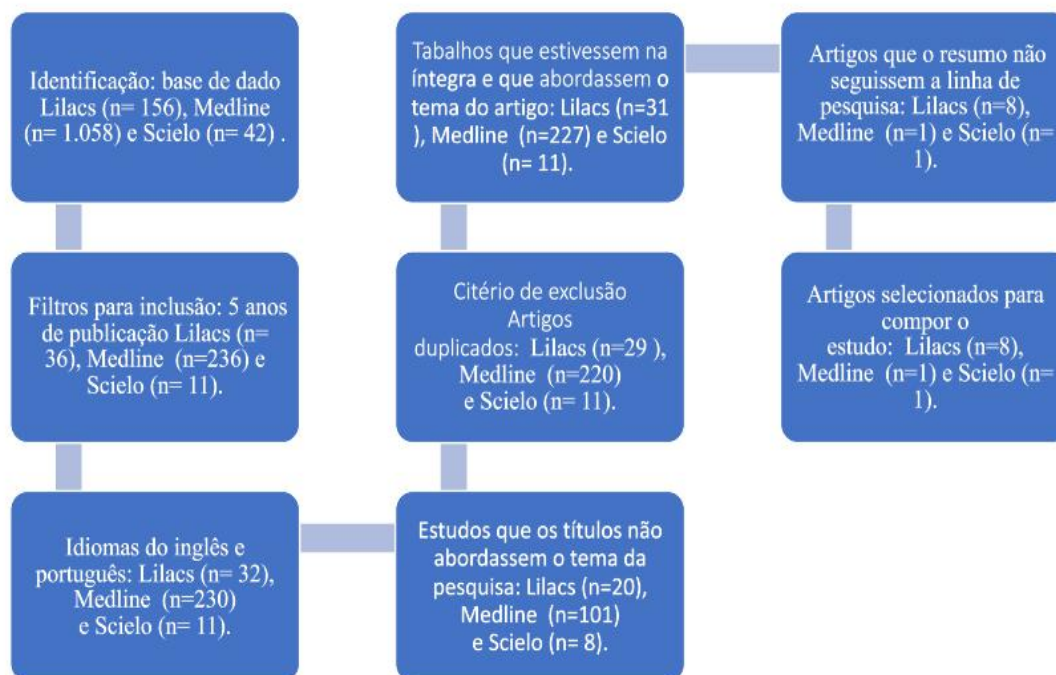 Identificação: base de dado
Lilacs (n= 156), Medline
(n= 1.058) e Scielo (n= 42) .
Filtros para inclusão: 5 anos
de publicação Lilacs (n=
36), Medline (n=236) e
Scielo (n= 11).
Idiomas do inglês e
português: Lilacs (n= 32),
Medline (n=230)
e Scielo (n= 11).
Estudos que os títulos não
abordassem o tema da
pesquisa: Lilacs (n=20),
Medline (n=101)
e Scielo (n= 8).
Citério de exclusão
Artigos
duplicados: Lilacs (n=29 ),
Medline (n=220)
e Scielo (n= 11).
Tabalhos que estivessem na
íntegra e que abordassem o
tema do artigo: Lilacs (n=31
), Medline (n=227) e Scielo
(n= 11).
Artigos que o resumo não
seguissem a linha de
pesquisa: Lilacs (n=8),
Medline (n=1) e Scielo (n=
1).
Artigos selecionados para
compor o
estudo: Lilacs (n=8),
Medline (n=1) e Scielo (n=
1).